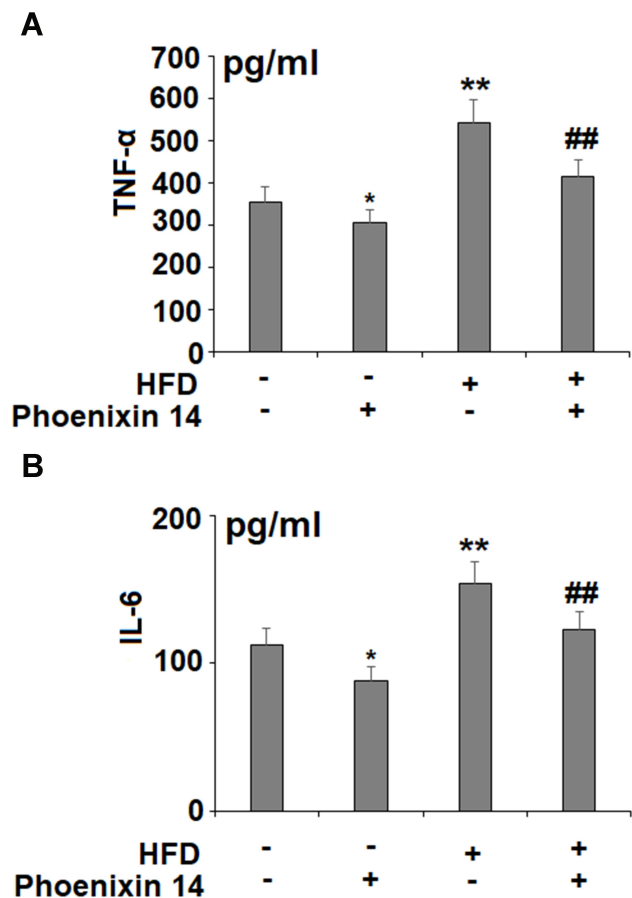 A
700 pg/ml
600 **
500 ##
400
300 *
200
100
0
TNF-α
HFD - - + +
Phoenixin 14 - + - +
B
200 pg/ml
**
##
100 *
0
IL-6
HFD - - + +
Phoenixin 14 - + - +